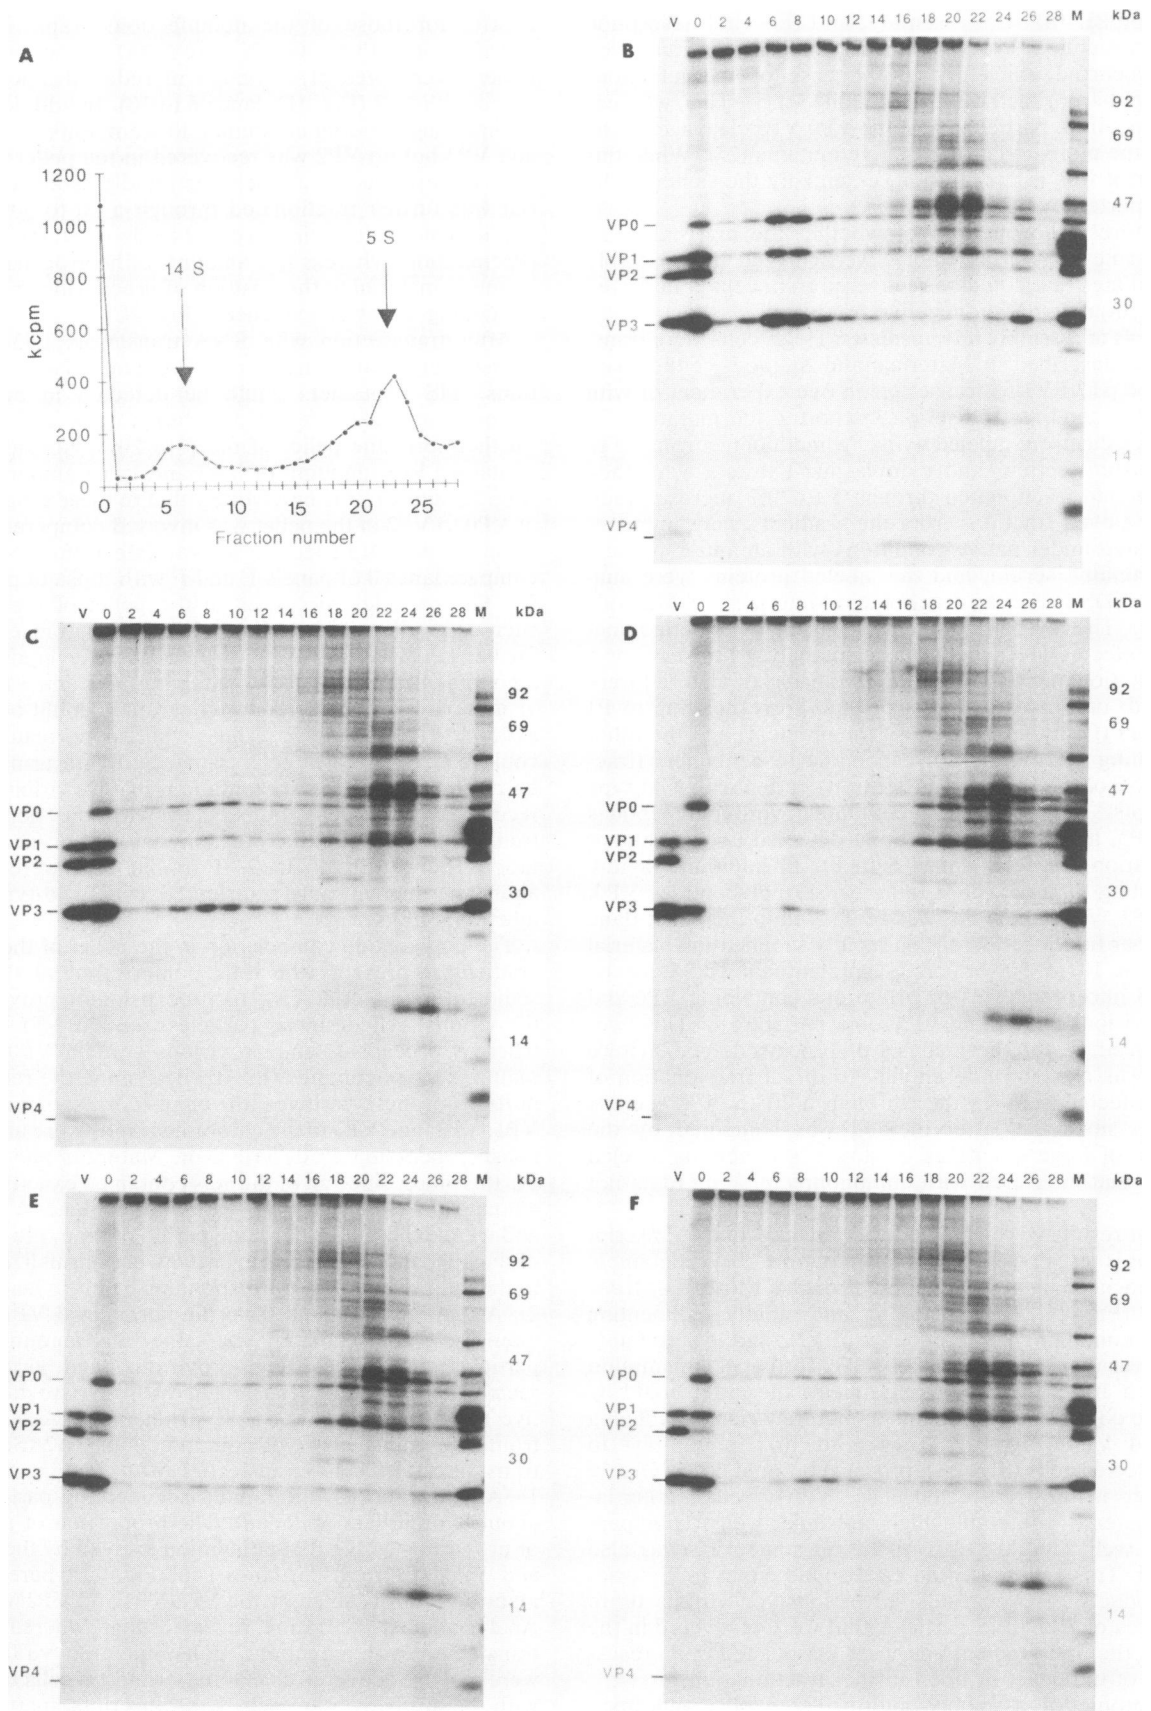 A
1200
1000
800
600
400
200
0
kcpm
14 S
5 S
0 5 10 15 20 25
Fraction number
B
V 0 2 4 6 8 10 12 14 16 18 20 22 24 26 28 M kDa
92
69
47
30
14
VP0
VP1
VP2
VP3
VP4
C
V 0 2 4 6 8 10 12 14 16 18 20 22 24 26 28 M kDa
92
69
47
30
14
VP0
VP1
VP2
VP3
VP4
D
V 0 2 4 6 8 10 12 14 16 18 20 22 24 26 28 M kDa
92
69
47
30
14
VP0
VP1
VP2
VP3
VP4
E
V 0 2 4 6 8 10 12 14 16 18 20 22 24 26 28 M kDa
92
69
47
30
14
VP0
VP1
VP2
VP3
VP4
F
V 0 2 4 6 8 10 12 14 16 18 20 22 24 26 28 M kDa
92
69
47
30
14
VP0
VP1
VP2
VP3
VP4